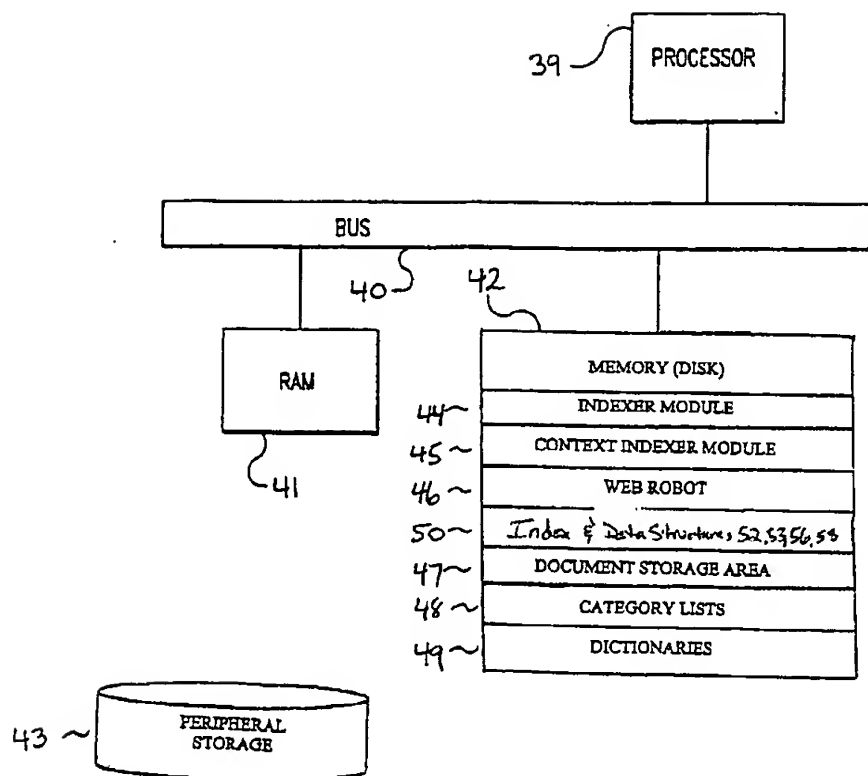 39
PROCESSOR
BUS
40
42
RAM
41
MEMORY (DISK)
44~ INDEXER MODULE
45~ CONTEXT INDEXER MODULE
46~ WEB ROBOT
50~ Index & Data Structures, 52,53,56,58
47~ DOCUMENT STORAGE AREA
48~ CATEGORY LISTS
49~ DICTIONARIES
43~ PERIPHERAL
STORAGE